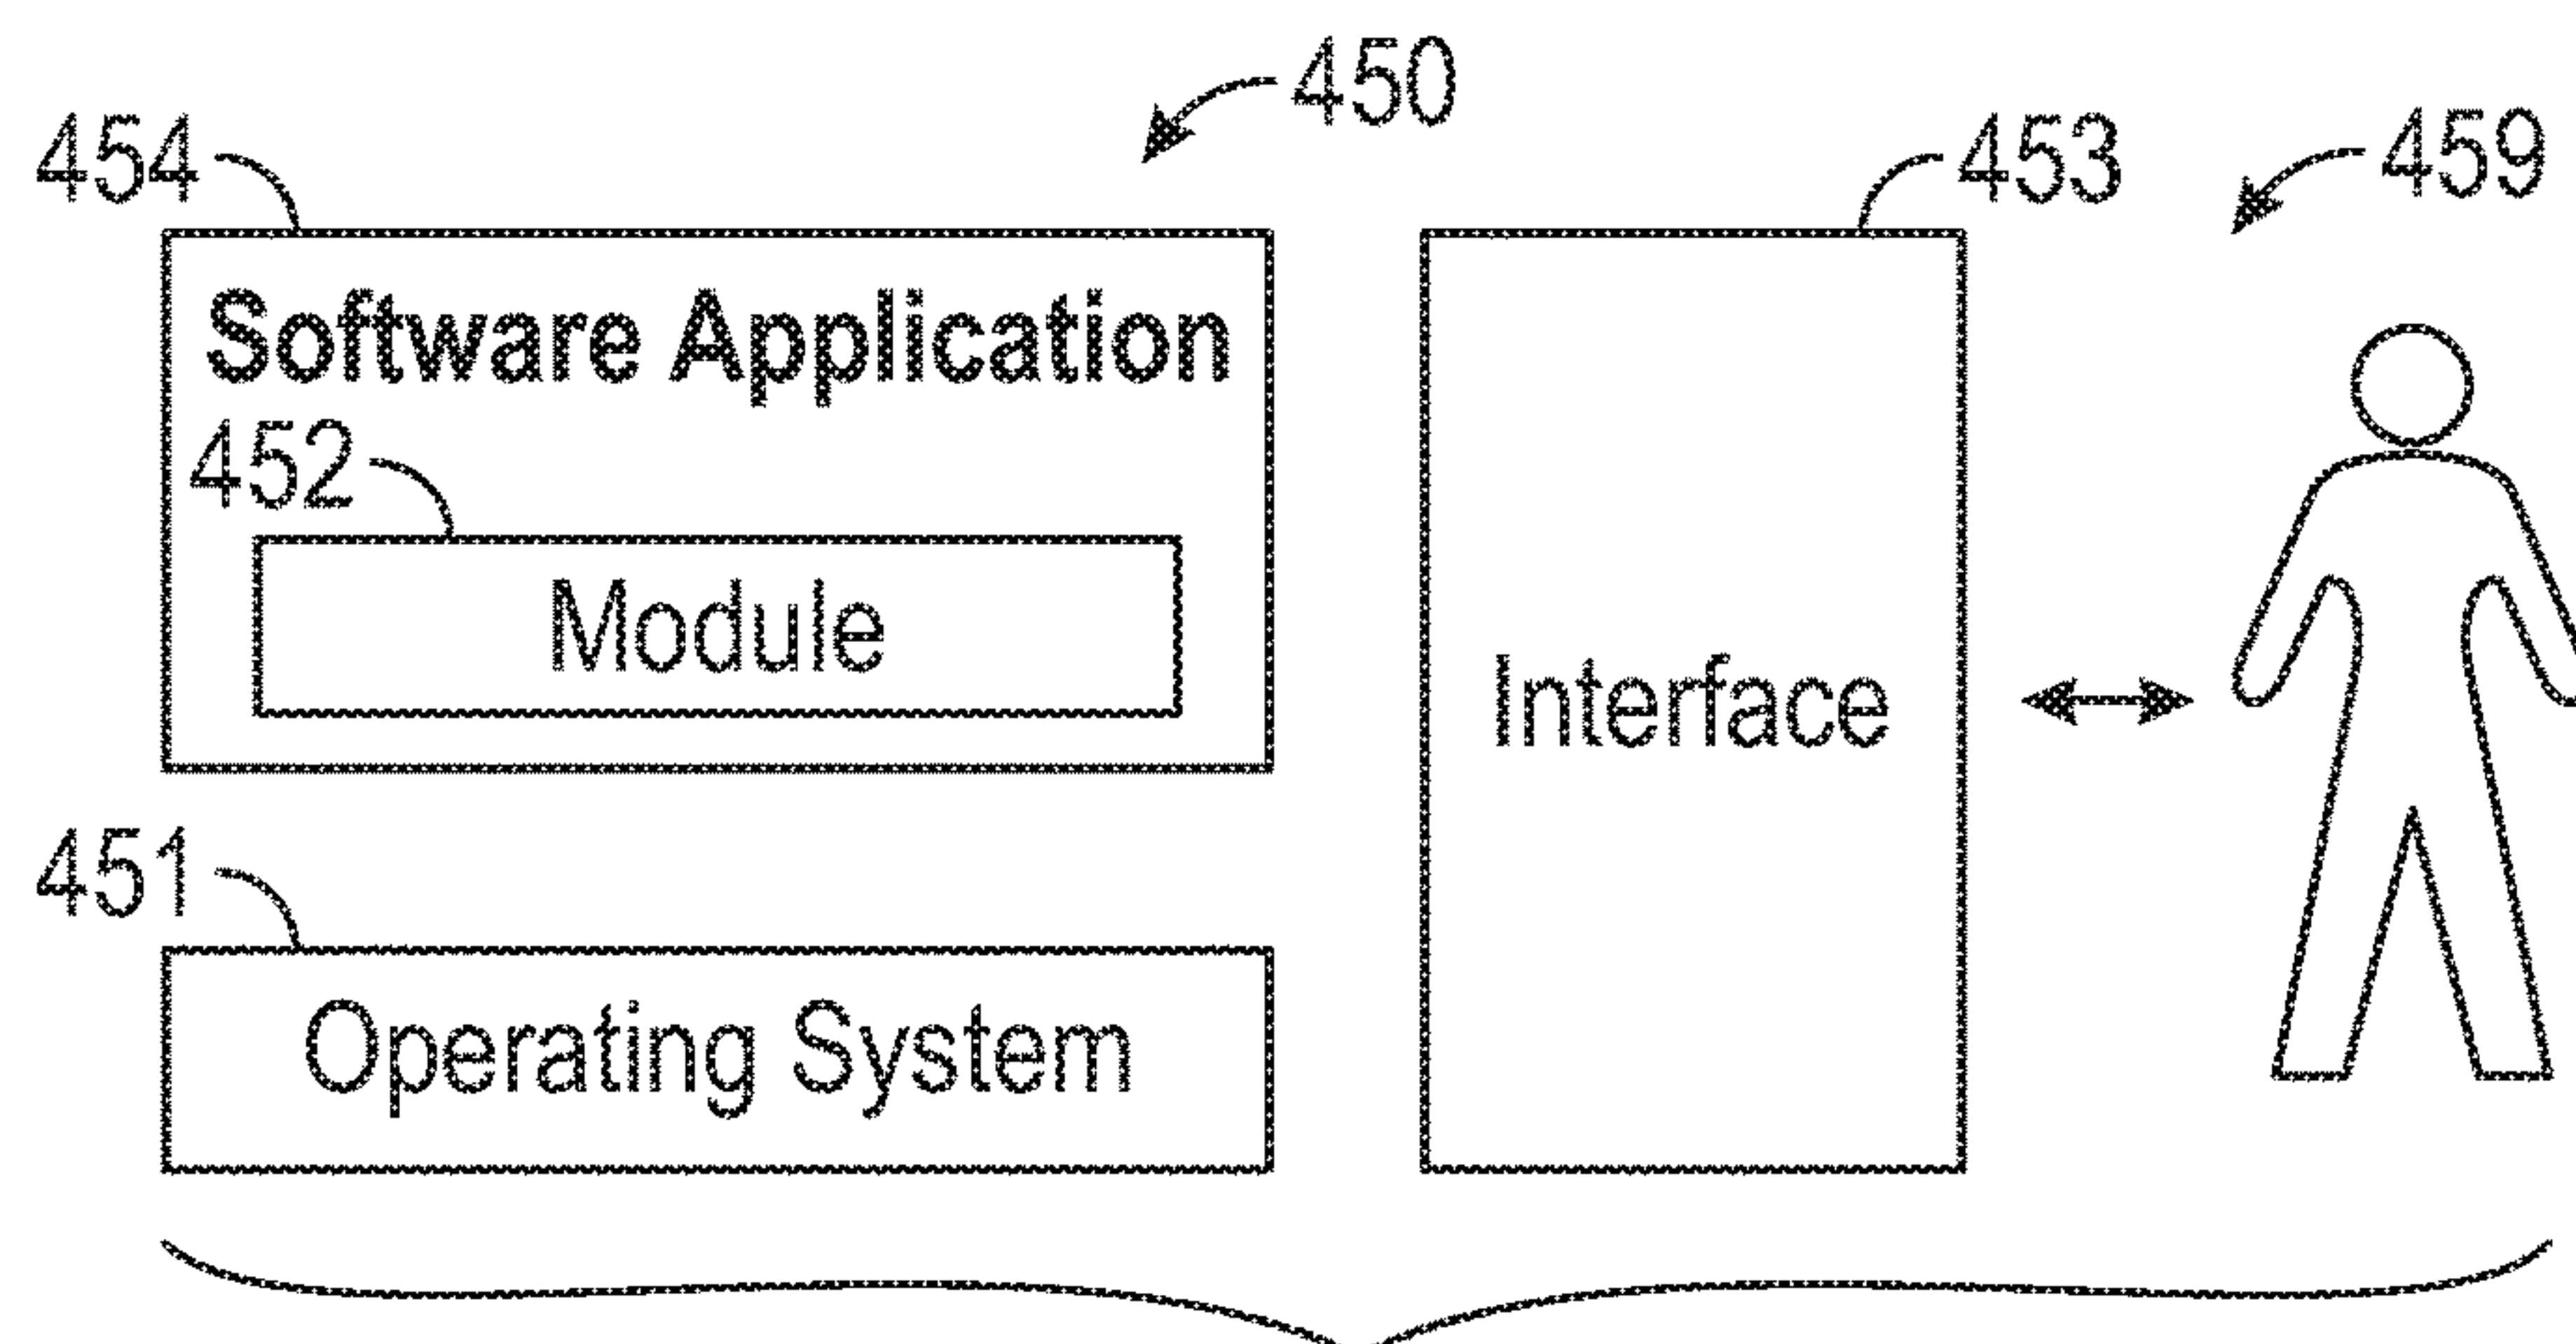 450
454
453
459
Software Application
452
Module
Interface
451
Operating System